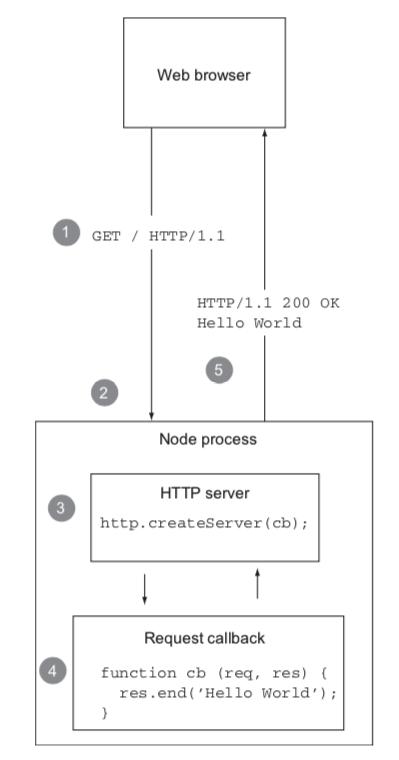 Web browser
1 GET / HTTP/1.1
HTTP/1.1 200 OK
Hello World
5
2
Node process
HTTP server
3
http.createServer(cb);
Request callback
4
function cb (req, res) {
res.end('Hello World');
}